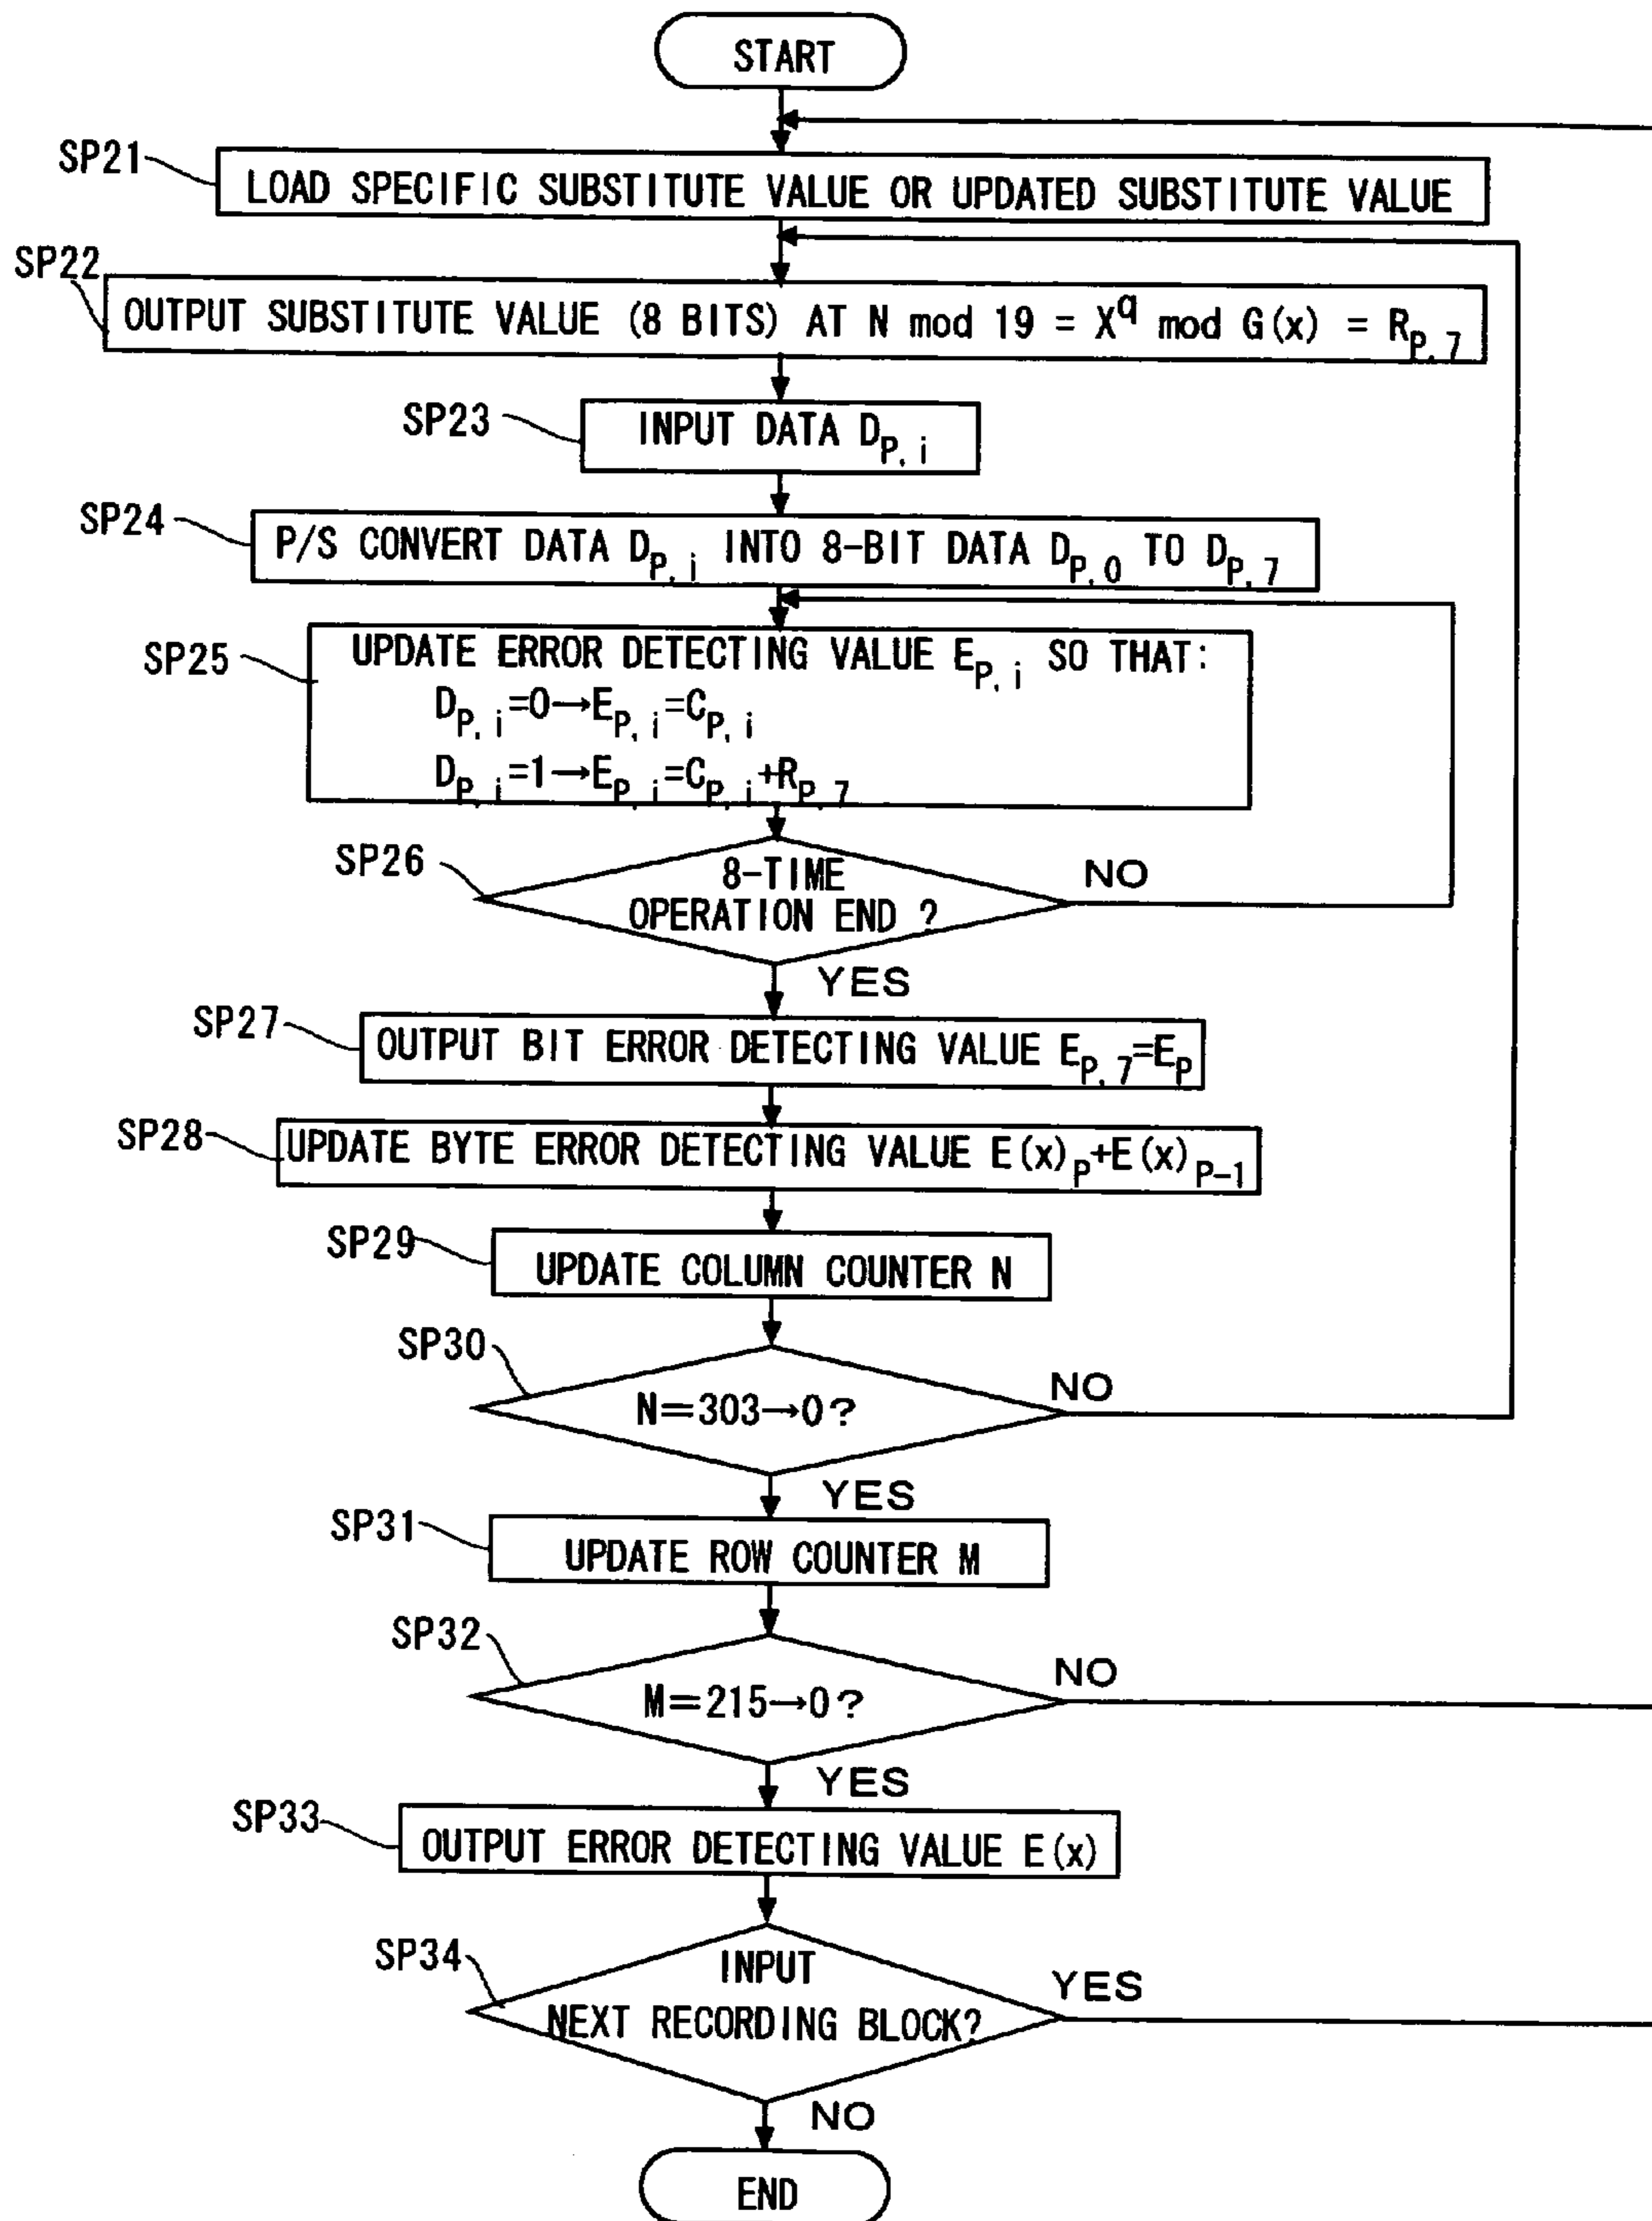 START
SP21
LOAD SPECIFIC SUBSTITUTE VALUE OR UPDATED SUBSTITUTE VALUE
SP22
OUTPUT SUBSTITUTE VALUE (8 BITS) AT N mod 19 = X^q mod G(x) = R_P,7
SP23
INPUT DATA D_P,i
SP24
P/S CONVERT DATA D_P,i INTO 8-BIT DATA D_P,0 TO D_P,7
SP25
UPDATE ERROR DETECTING VALUE E_P,i SO THAT:
D_P,i=0→E_P,i=C_P,i
D_P,i=1→E_P,i=C_P,i+R_P,7
SP26
8-TIME
OPERATION END ?
NO
YES
SP27
OUTPUT BIT ERROR DETECTING VALUE E_P,7=E_P
SP28
UPDATE BYTE ERROR DETECTING VALUE E(x)_P+E(x)_P-1
SP29
UPDATE COLUMN COUNTER N
SP30
N=303→0?
NO
YES
SP31
UPDATE ROW COUNTER M
SP32
M=215→0?
NO
YES
SP33
OUTPUT ERROR DETECTING VALUE E(x)
SP34
INPUT
NEXT RECORDING BLOCK?
YES
NO
END